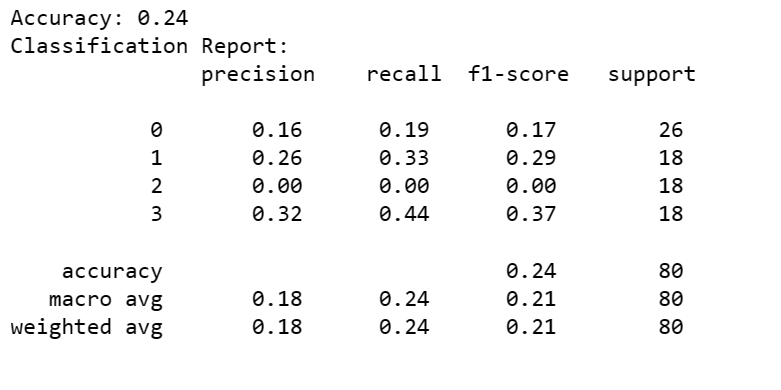 Accuracy: 0.24
Classification Report:
precision recall f1-score support
0 0.16 0.19 0.17 26
1 0.26 0.33 0.29 18
2 0.00 0.00 0.00 18
3 0.32 0.44 0.37 18
accuracy 0.24 80
macro avg 0.18 0.24 0.21 80
weighted avg 0.18 0.24 0.21 80